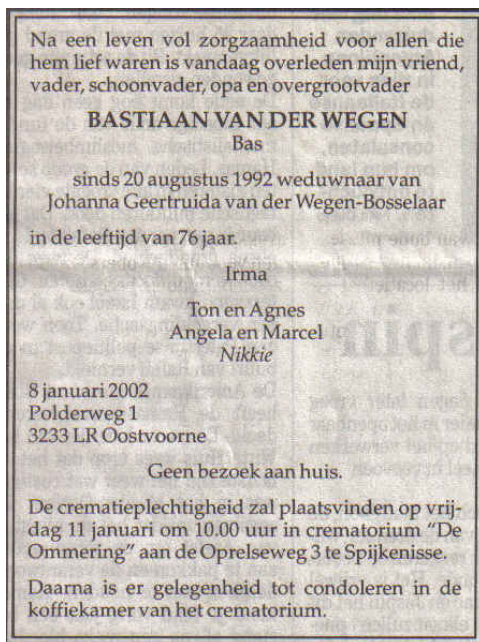 Na een leven vol zorgzaamheid voor allen die
hem lief waren is vandaag overleden mijn vriend,
vader, schoonvader, opa en overgrootvader
BASTIAAN VAN DER WEGEN
Bas
sinds 20 augustus 1992 weduwnaar van
Johanna Geertruida van der Wegen-Bosselaar
in de leeftijd van 76 jaar.
Irma
Ton en Agnes
Angela en Marcel
Nikkie
8 januari 2002
Polderweg 1
3233 LR Oostvoorne
Geen bezoek aan huis.
De crematieplechtigheid zal plaatsvinden op vrij-
dag 11 januari om 10.00 uur in crematorium “De
Ommering” aan de Oprelseweg 3 te Spijkenisse.
Daarna is er gelegenheid tot condoleren in de
koffiekamer van het crematorium.